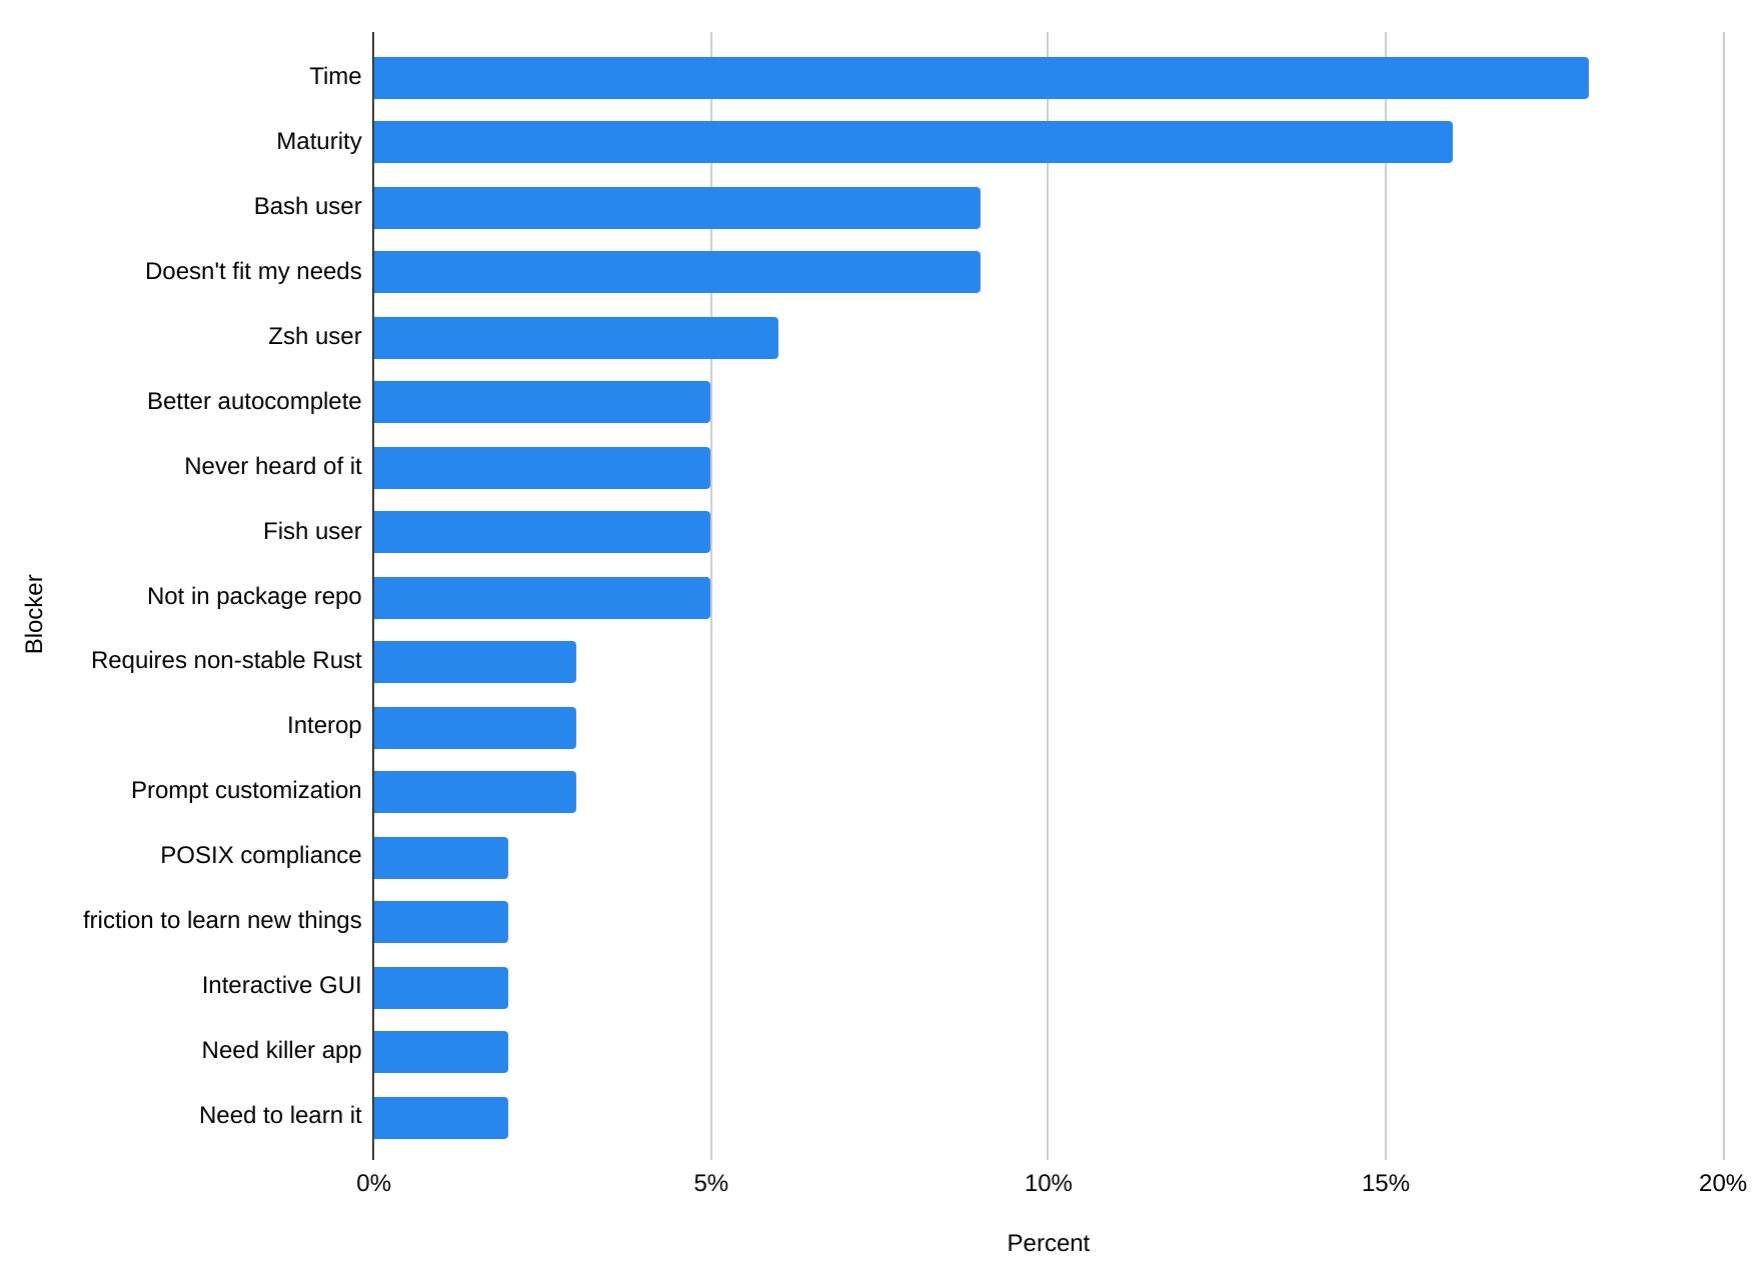 Time
Maturity
Bash user
Doesn't fit my needs
Zsh user
Better autocomplete
Never heard of it
Fish user
Not in package repo
Requires non-stable Rust
Interop
Prompt customization
POSIX compliance
friction to learn new things
Interactive GUI
Need killer app
Need to learn it
Blocker
0% 5% 10% 15% 20%
Percent